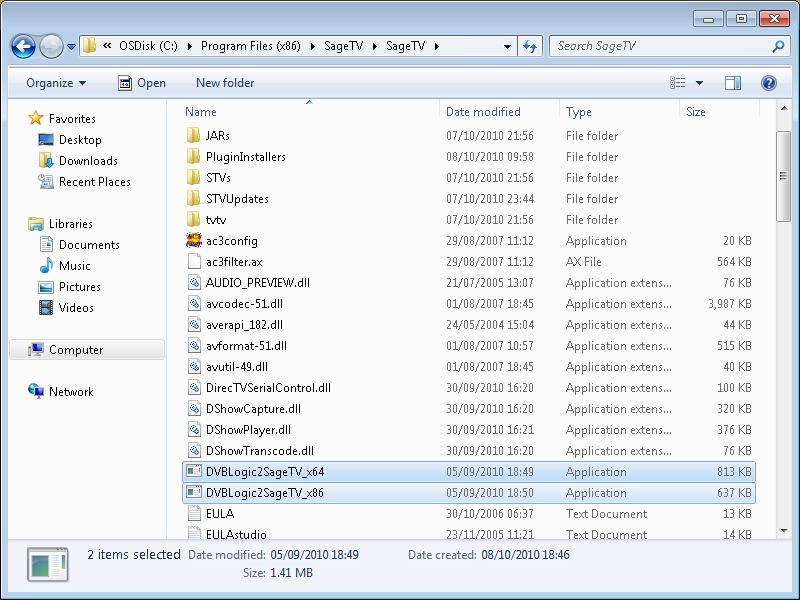 « OSDisk (C:) ▸ Program Files (x86) ▸ SageTV ▸ SageTV ▸ Search SageTV
Organize Open New folder
Name Date modified Type Size
Favorites
Desktop
Downloads
Recent Places
Libraries
Documents
Music
Pictures
Videos
Computer
Network
JARs 07/10/2010 21:56 File folder
PluginInstallers 08/10/2010 09:58 File folder
STVs 07/10/2010 21:56 File folder
STVUpdates 07/10/2010 23:44 File folder
tvtv 07/10/2010 21:56 File folder
ac3config 29/08/2007 11:12 Application 20 KB
ac3filter.ax 29/08/2007 11:12 AX File 564 KB
AUDIO_PREVIEW.dll 21/07/2005 13:07 Application extens... 76 KB
avcodec-51.dll 01/08/2007 18:45 Application extens... 3,987 KB
averapi_182.dll 24/05/2004 15:04 Application extens... 44 KB
avformat-51.dll 01/08/2007 10:57 Application extens... 515 KB
avutil-49.dll 01/08/2007 18:45 Application extens... 40 KB
DirecTVSerialControl.dll 30/09/2010 16:20 Application extens... 100 KB
DShowCapture.dll 30/09/2010 16:20 Application extens... 320 KB
DShowPlayer.dll 30/09/2010 16:21 Application extens... 376 KB
DShowTranscode.dll 30/09/2010 16:20 Application extens... 76 KB
DVBLogic2SageTV_x64 05/09/2010 18:49 Application 813 KB
DVBLogic2SageTV_x86 05/09/2010 18:50 Application 637 KB
EULA 30/10/2006 06:37 Text Document 13 KB
EULAstudio 23/11/2005 11:21 Text Document 14 KB
2 items selected Date modified: 05/09/2010 18:49 Date created: 08/10/2010 18:46
Size: 1.41 MB